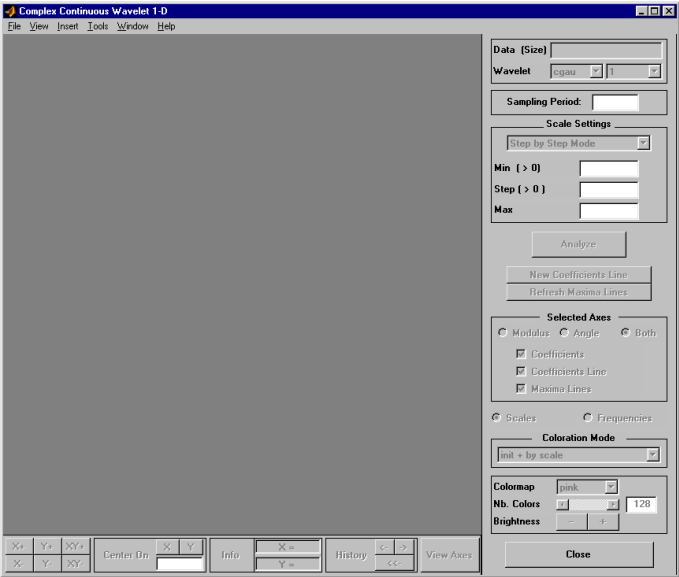 Complex Continuous Wavelet 1-D
File View Insert Tools Window Help
Data (Size)
Wavelet cgau 1
Sampling Period:
Scale Settings
Step by Step Mode
Min ( > 0)
Step ( > 0 )
Max
Analyze
New Coefficients Line
Refresh Maxima Lines
Selected Axes
Modulus Angle Both
Coefficients
Coefficients Line
Maxima Lines
Scales Frequencies
Coloration Mode
init + by scale
Colormap pink
Nb. Colors 128
Brightness - +
Close
X+ Y+ XY+
X- Y- XY-
Center On X Y
Info X =
Y =
History <- ->
<<-
View Axes